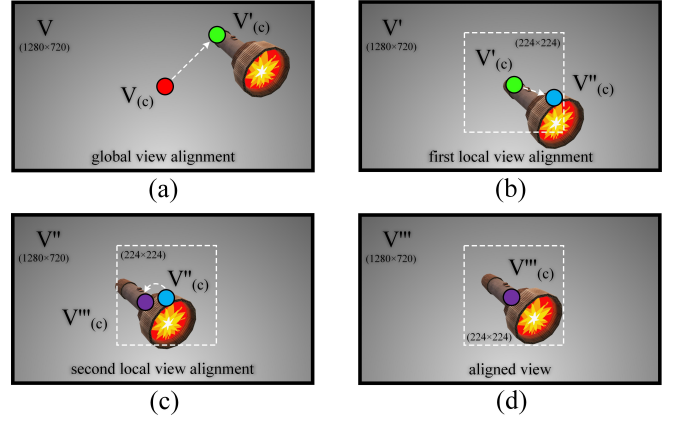 V
(1280×720)
V'(c)
V(c)
global view alignment
(a)
V'
(1280×720)
(224×224)
V'(c)
V''(c)
first local view alignment
(b)
V''
(1280×720)
(224×224)
V''(c)
V'''(c)
second local view alignment
(c)
V'''
(1280×720)
V'''(c)
(224×224)
aligned view
(d)